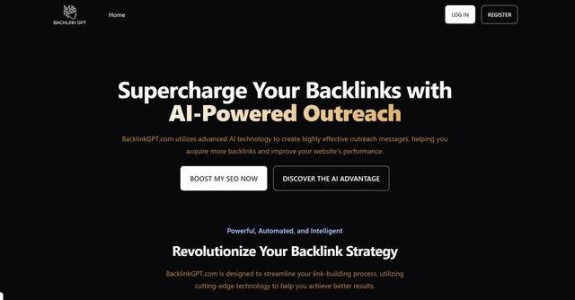 BACKLINK GPT
Home
LOG IN
REGISTER
Supercharge Your Backlinks with
AI-Powered Outreach
BacklinkGPT.com utilizes advanced AI technology to create highly effective outreach messages, helping you
acquire more backlinks and improve your website's performance.
BOOST MY SEO NOW
DISCOVER THE AI ADVANTAGE
Powerful, Automated, and Intelligent
Revolutionize Your Backlink Strategy
BacklinkGPT.com is designed to streamline your link-building process, utilizing
cutting-edge technology to help you achieve better results.